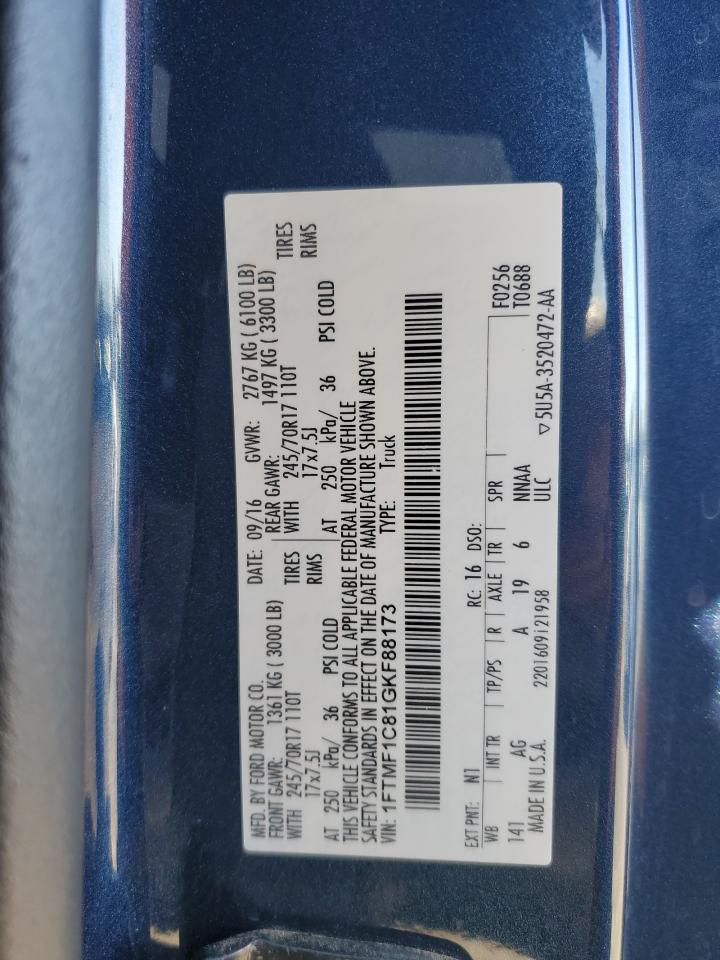 MFD. BY FORD MOTOR CO. DATE: 09/16 GVWR: 2767 KG ( 6100 LB)
FRONT GAWR: 1361 KG ( 3000 LB) REAR GAWR: 1497 KG ( 3300 LB)
WITH 245/70R17 110T TIRES WITH 245/70R17 110T TIRES
17x7.5J RIMS 17x7.5J RIMS
AT 250 kPa/ 36 PSI COLD AT 250 kPa/ 36 PSI COLD
THIS VEHICLE CONFORMS TO ALL APPLICABLE FEDERAL MOTOR VEHICLE
SAFETY STANDARDS IN EFFECT ON THE DATE OF MANUFACTURE SHOWN ABOVE.
VIN: 1FTMF1C81GKF88173 TYPE: Truck
EXT PNT: N1 RC: 16 DSO: F0256
WB INT TR TP/PS R AXLE TR SPR T0688
141 AG A 19 6 NNAA
MADE IN U.S.A. 2201609i21958 ULC ▽5U5A-3520472-AA